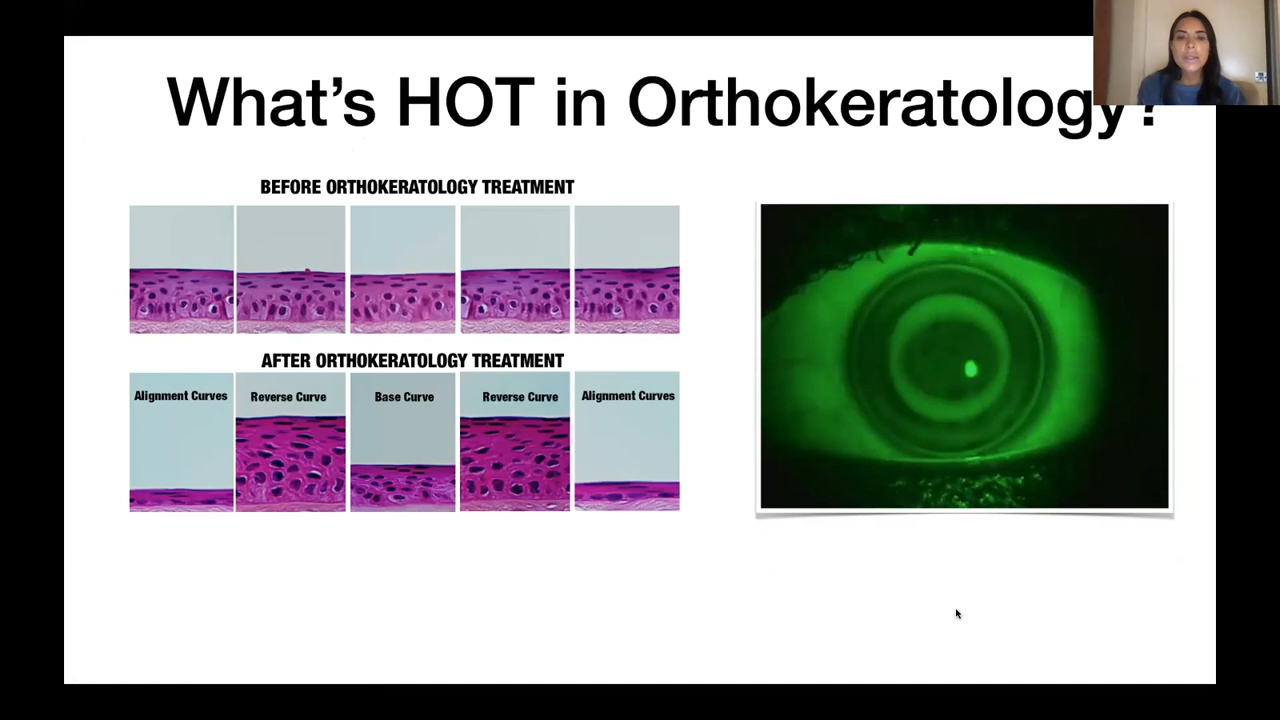 What's HOT in Orthokeratology?
BEFORE ORTHOKERATOLOGY TREATMENT
AFTER ORTHOKERATOLOGY TREATMENT
Alignment Curves
Reverse Curve
Base Curve
Reverse Curve
Alignment Curves